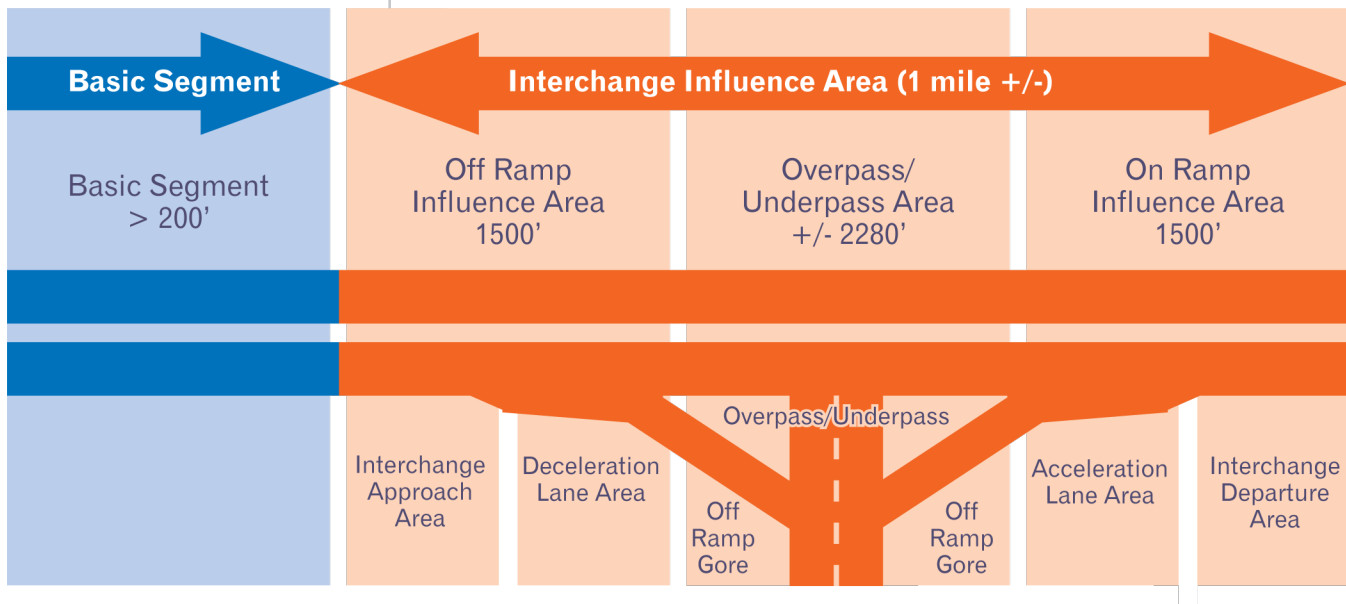 Basic Segment
Interchange Influence Area (1 mile +/-)
Basic Segment
> 200’
Off Ramp
Influence Area
1500’
Overpass/
Underpass Area
+/- 2280’
On Ramp
Influence Area
1500’
Overpass/Underpass
Interchange
Approach
Area
Deceleration
Lane Area
Off
Ramp
Gore
Off
Ramp
Gore
Acceleration
Lane Area
Interchange
Departure
Area